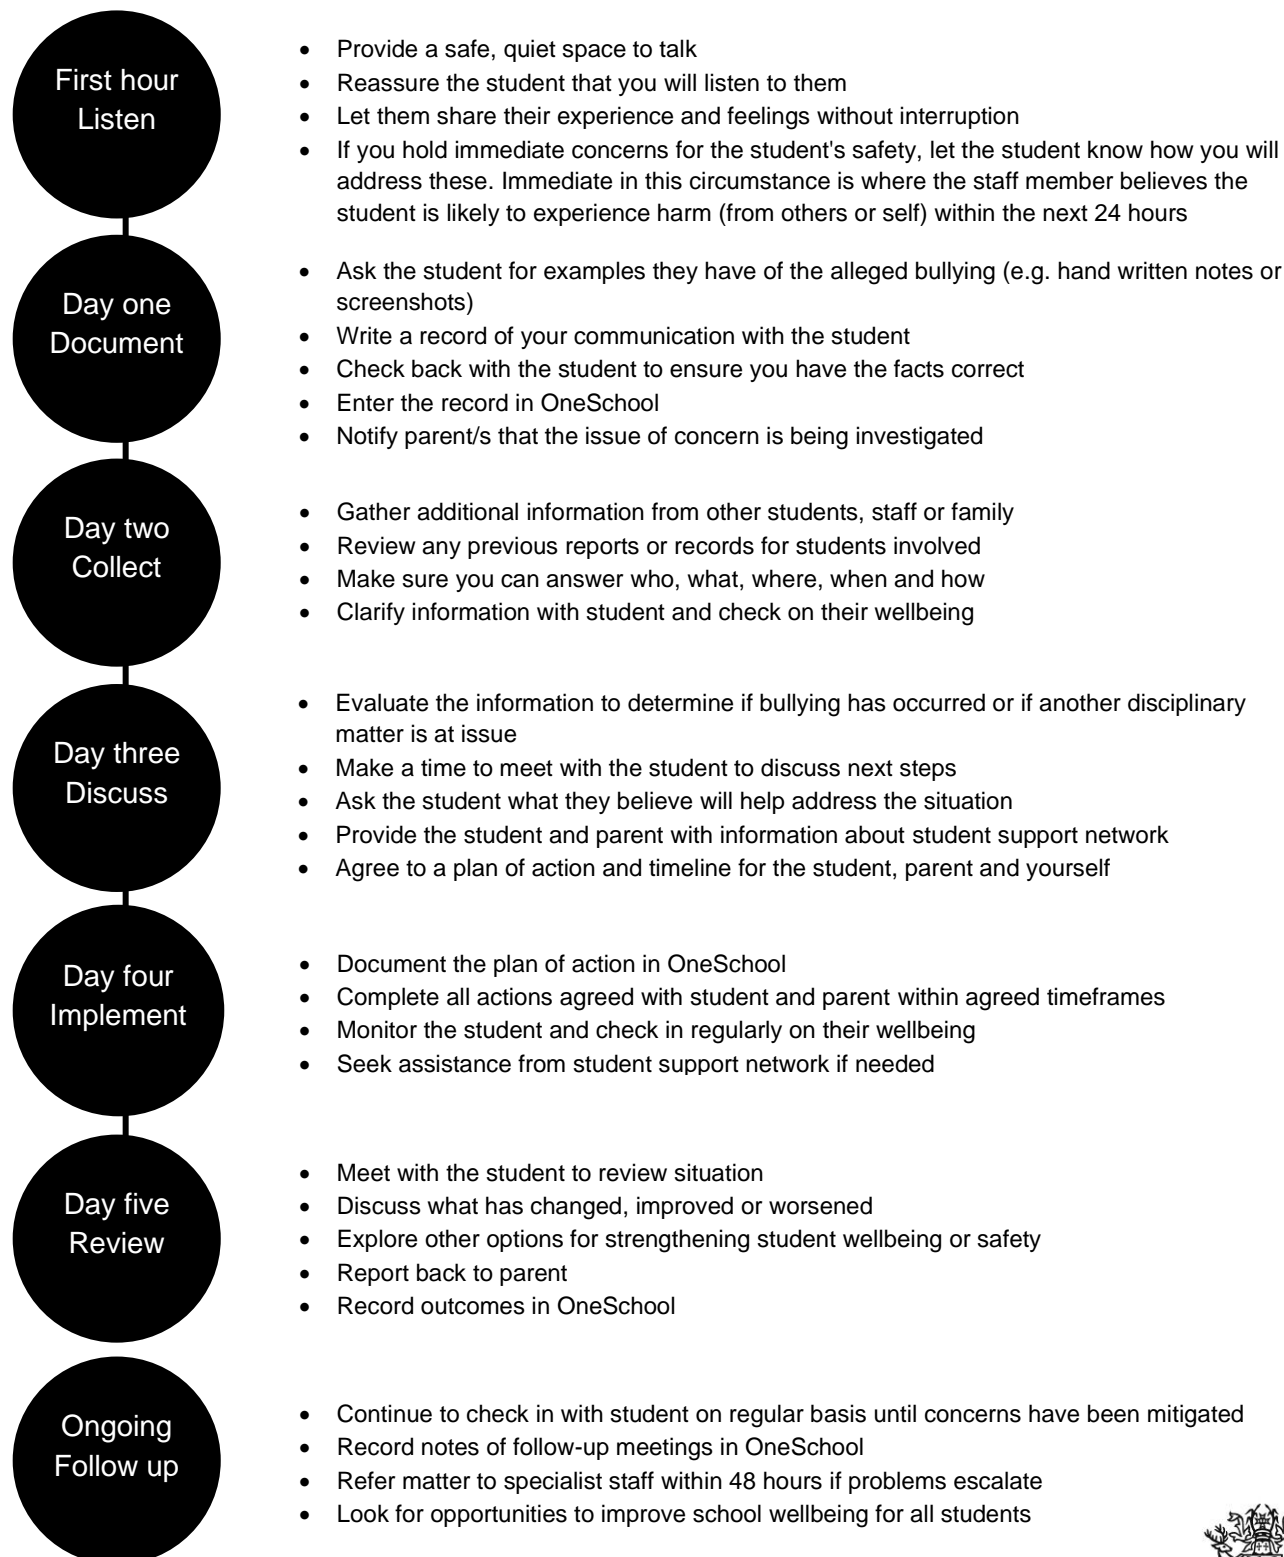 First hour
Listen
• Provide a safe, quiet space to talk
• Reassure the student that you will listen to them
• Let them share their experience and feelings without interruption
• If you hold immediate concerns for the student's safety, let the student know how you will
address these. Immediate in this circumstance is where the staff member believes the
student is likely to experience harm (from others or self) within the next 24 hours
Day one
Document
• Ask the student for examples they have of the alleged bullying (e.g. hand written notes or
screenshots)
• Write a record of your communication with the student
• Check back with the student to ensure you have the facts correct
• Enter the record in OneSchool
• Notify parent/s that the issue of concern is being investigated
Day two
Collect
• Gather additional information from other students, staff or family
• Review any previous reports or records for students involved
• Make sure you can answer who, what, where, when and how
• Clarify information with student and check on their wellbeing
Day three
Discuss
• Evaluate the information to determine if bullying has occurred or if another disciplinary
matter is at issue
• Make a time to meet with the student to discuss next steps
• Ask the student what they believe will help address the situation
• Provide the student and parent with information about student support network
• Agree to a plan of action and timeline for the student, parent and yourself
Day four
Implement
• Document the plan of action in OneSchool
• Complete all actions agreed with student and parent within agreed timeframes
• Monitor the student and check in regularly on their wellbeing
• Seek assistance from student support network if needed
Day five
Review
• Meet with the student to review situation
• Discuss what has changed, improved or worsened
• Explore other options for strengthening student wellbeing or safety
• Report back to parent
• Record outcomes in OneSchool
Ongoing
Follow up
• Continue to check in with student on regular basis until concerns have been mitigated
• Record notes of follow-up meetings in OneSchool
• Refer matter to specialist staff within 48 hours if problems escalate
• Look for opportunities to improve school wellbeing for all students